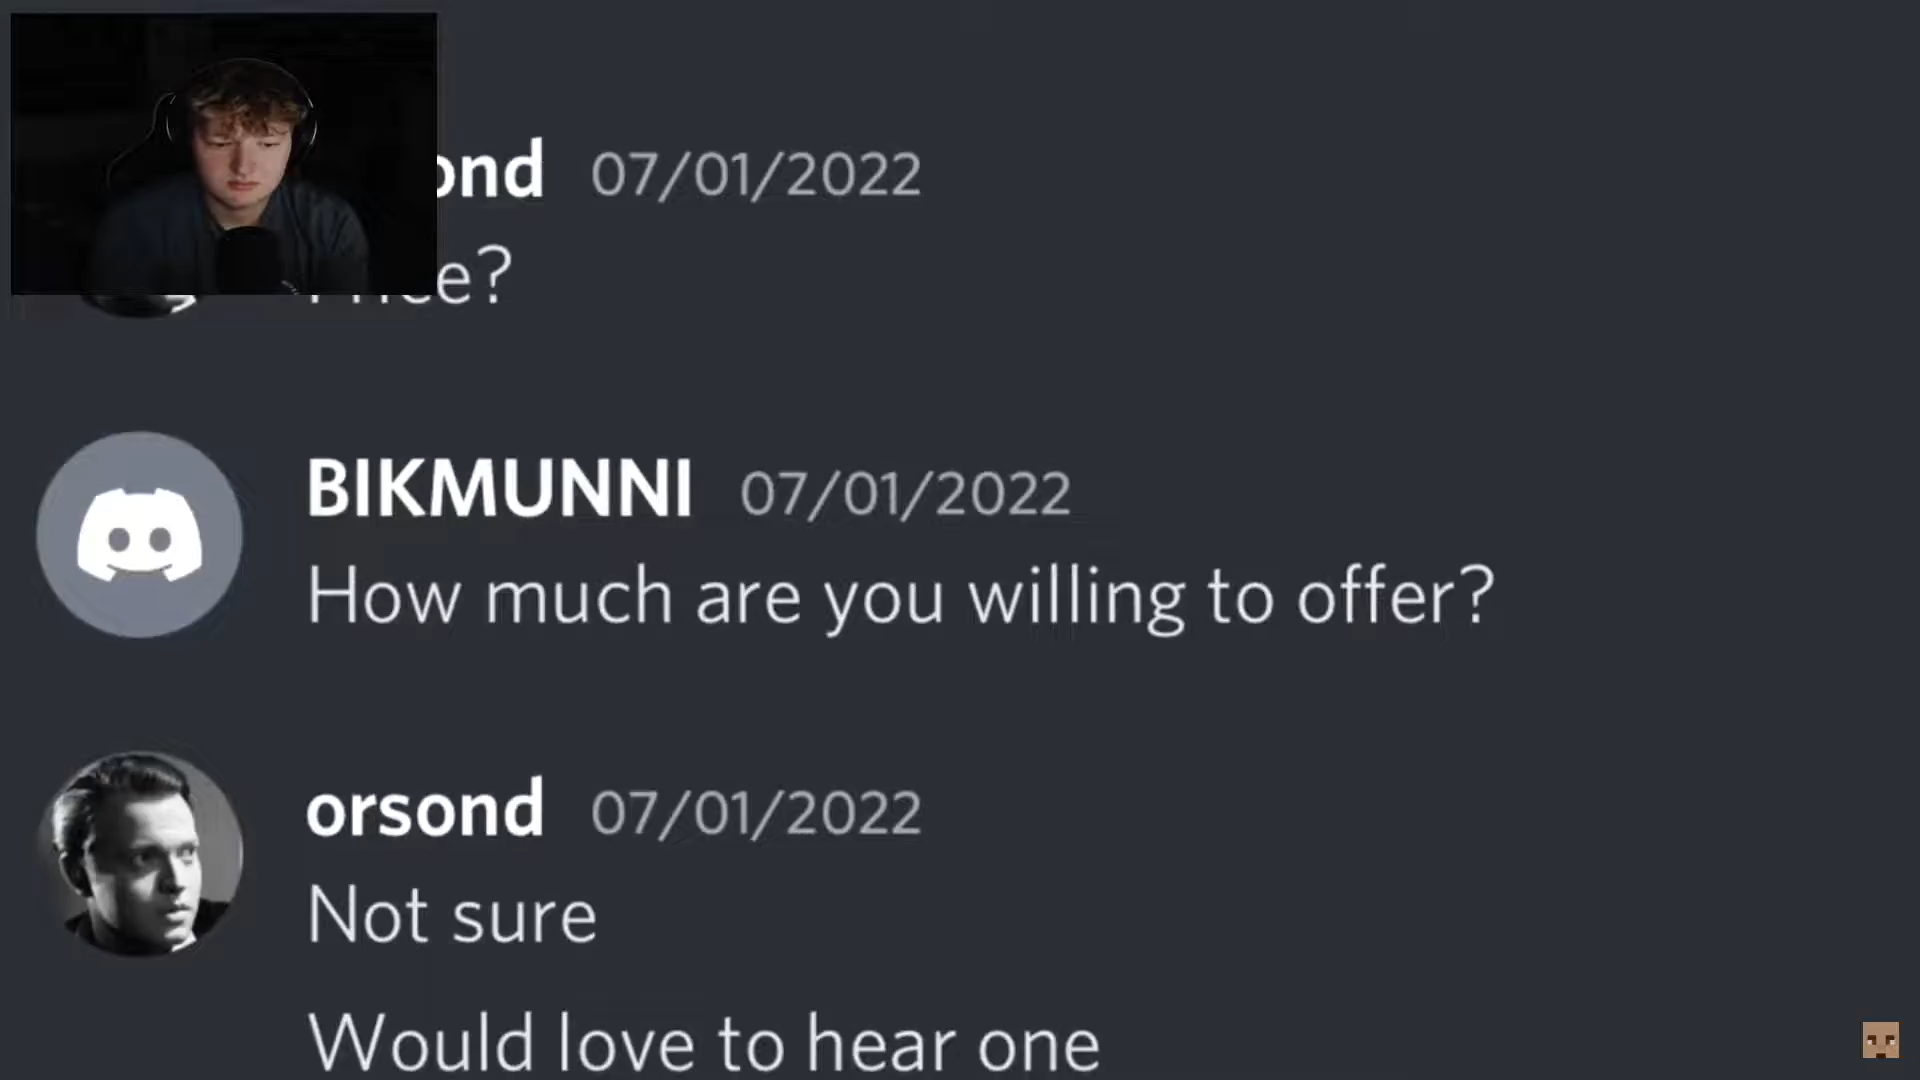 ond 07/01/2022
Price?
BIKMUNNI 07/01/2022
How much are you willing to offer?
orsond 07/01/2022
Not sure
Would love to hear one